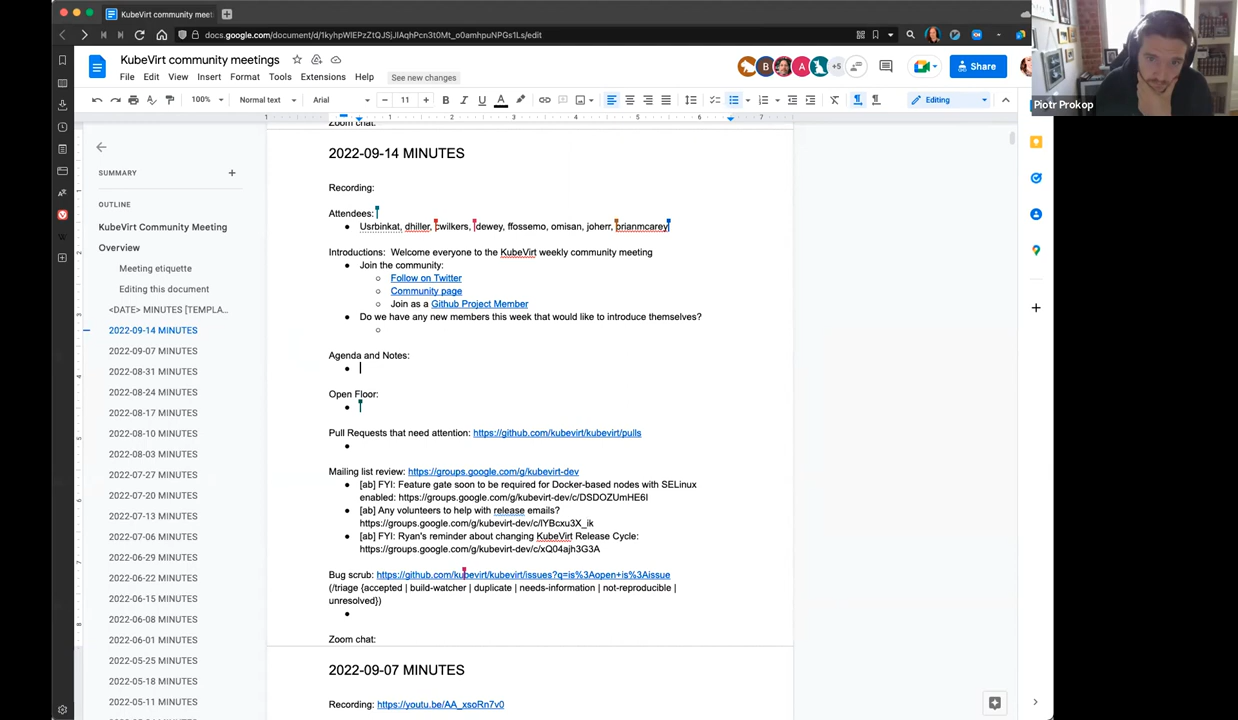 KubeVirt community meet
docs.google.com/document/d/1kyhpWlEPzZtQJSjJlAqhPcn3t0Mt_o0amhpuNPGs1Ls/edit
KubeVirt community meetings
File Edit View Insert Format Tools Extensions Help See new changes
B A +5 Share
Piotr Prokop
100% Normal text Arial 11 B I U A Editing
1 1 2 3 4 5 6 7
Zoom chat:
SUMMARY
OUTLINE
KubeVirt Community Meeting
Overview
Meeting etiquette
Editing this document
<DATE> MINUTES [TEMPLA...
2022-09-14 MINUTES
2022-09-07 MINUTES
2022-08-31 MINUTES
2022-08-24 MINUTES
2022-08-17 MINUTES
2022-08-10 MINUTES
2022-08-03 MINUTES
2022-07-27 MINUTES
2022-07-20 MINUTES
2022-07-13 MINUTES
2022-07-06 MINUTES
2022-06-29 MINUTES
2022-06-22 MINUTES
2022-06-15 MINUTES
2022-06-08 MINUTES
2022-06-01 MINUTES
2022-05-25 MINUTES
2022-05-18 MINUTES
2022-05-11 MINUTES
2022-09-14 MINUTES
Recording:
Attendees:
Usrbinkat, dhiller, cwilkers, jdewey, ffossemo, omisan, joherr, brianmcarey
Introductions: Welcome everyone to the KubeVirt weekly community meeting
Join the community:
Follow on Twitter
Community page
Join as a Github Project Member
Do we have any new members this week that would like to introduce themselves?
Agenda and Notes:
Open Floor:
Pull Requests that need attention: https://github.com/kubevirt/kubevirt/pulls
Mailing list review: https://groups.google.com/g/kubevirt-dev
[ab] FYI: Feature gate soon to be required for Docker-based nodes with SELinux
enabled: https://groups.google.com/g/kubevirt-dev/c/DSDOZUmHE6I
[ab] Any volunteers to help with release emails?
https://groups.google.com/g/kubevirt-dev/c/lYBcxu3X_ik
[ab] FYI: Ryan's reminder about changing KubeVirt Release Cycle:
https://groups.google.com/g/kubevirt-dev/c/xQ04ajh3G3A
Bug scrub: https://github.com/kubevirt/kubevirt/issues?q=is%3Aopen+is%3Aissue
(/triage {accepted | build-watcher | duplicate | needs-information | not-reproducible |
unresolved})
Zoom chat:
2022-09-07 MINUTES
Recording: https://youtu.be/AA_xsoRn7v0